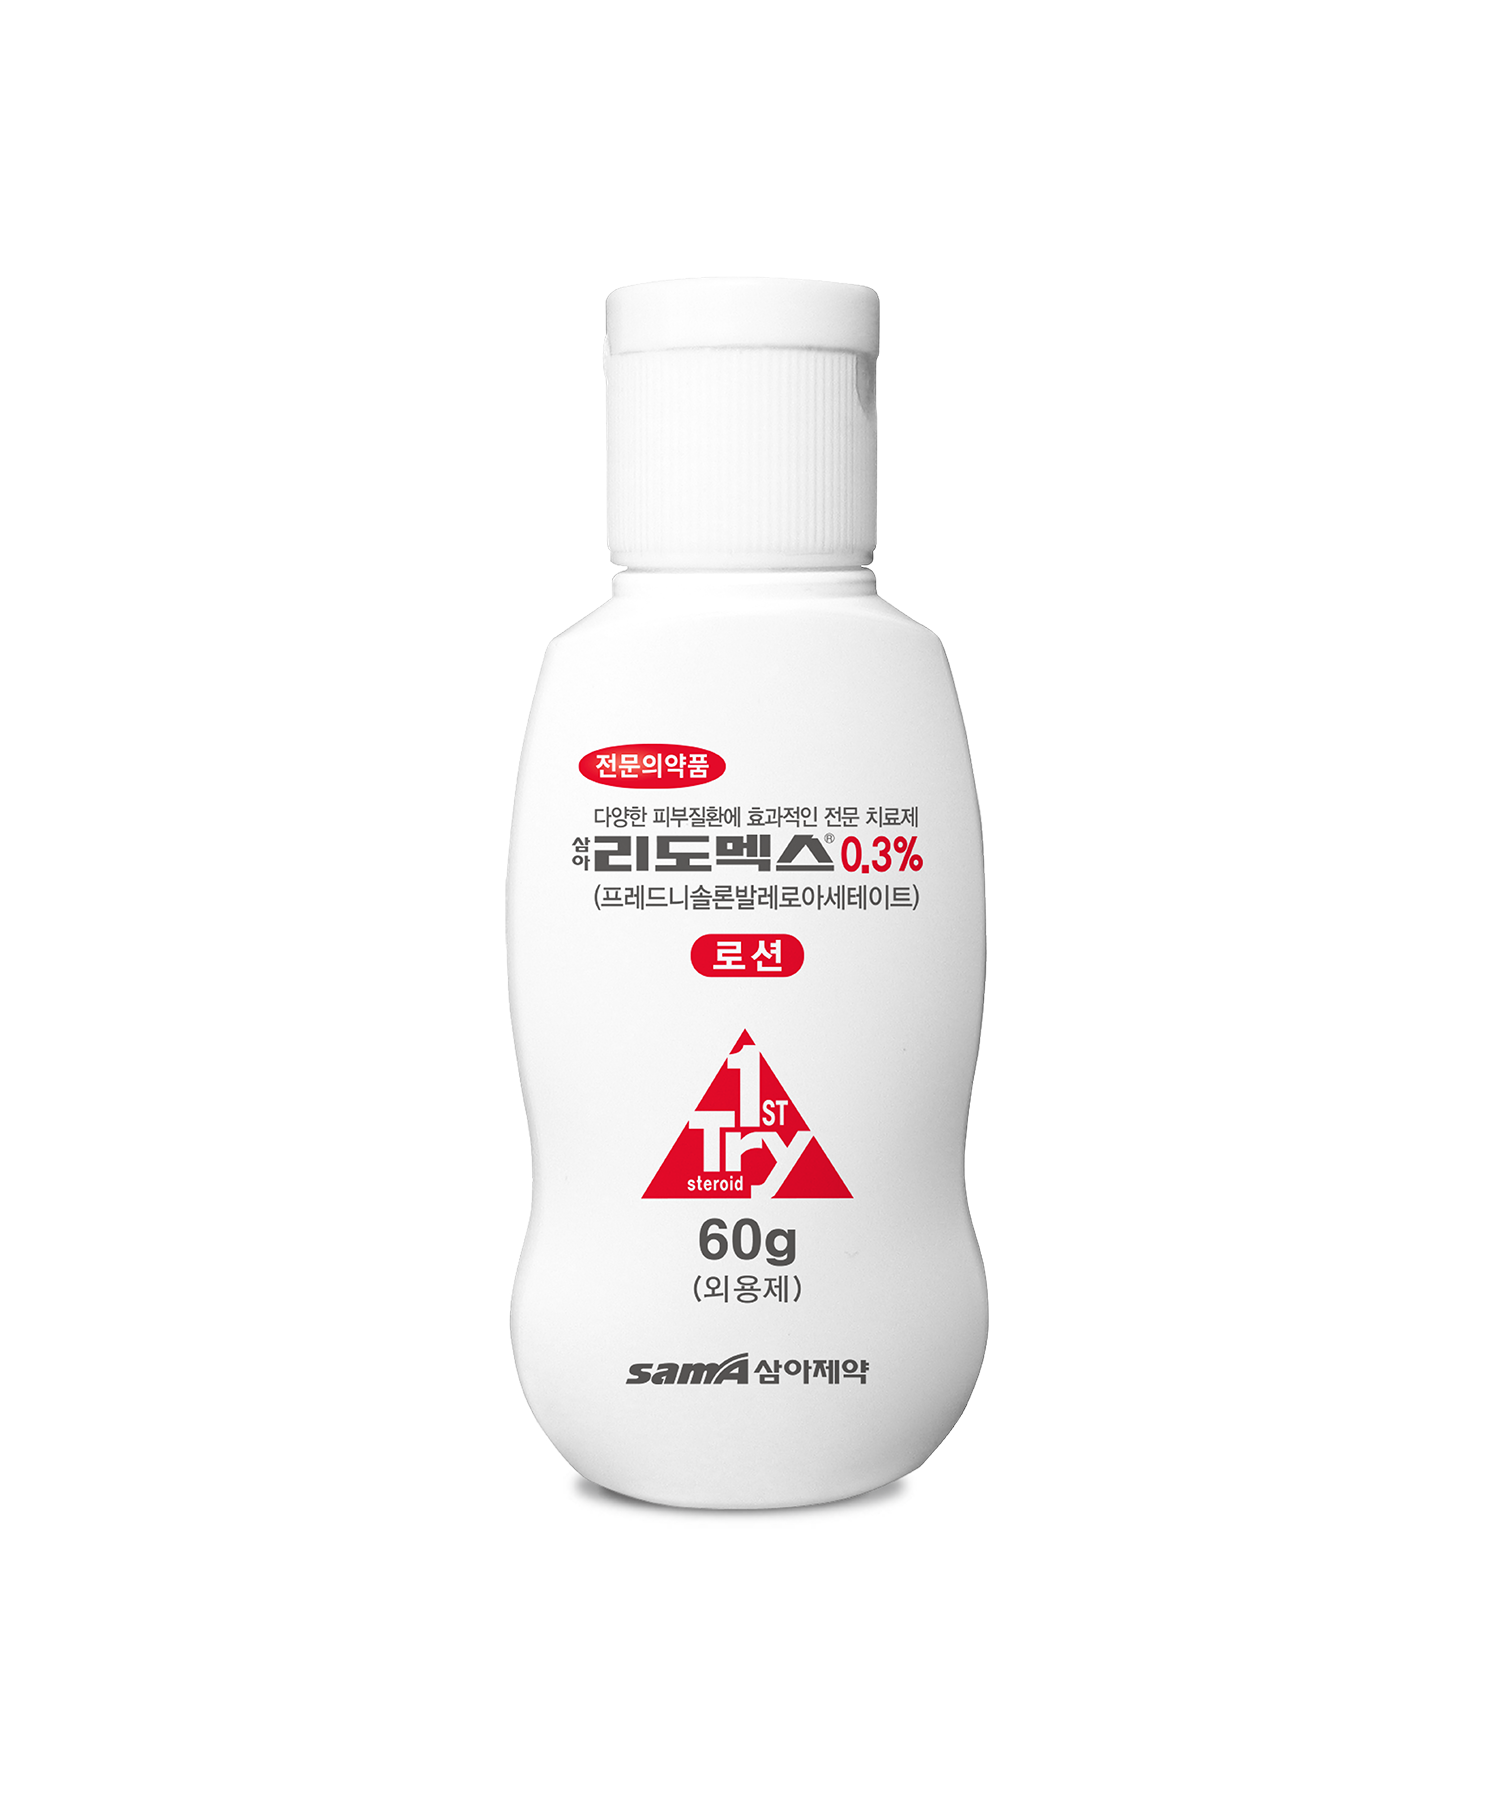 전문의약품
다양한 피부질환에 효과적인 전문 치료제
삼아 리도멕스® 0.3%
(프레드니솔론발레로아세테이트)
로션
1ST
Try
steroid
60g
(외용제)
samA 삼아제약